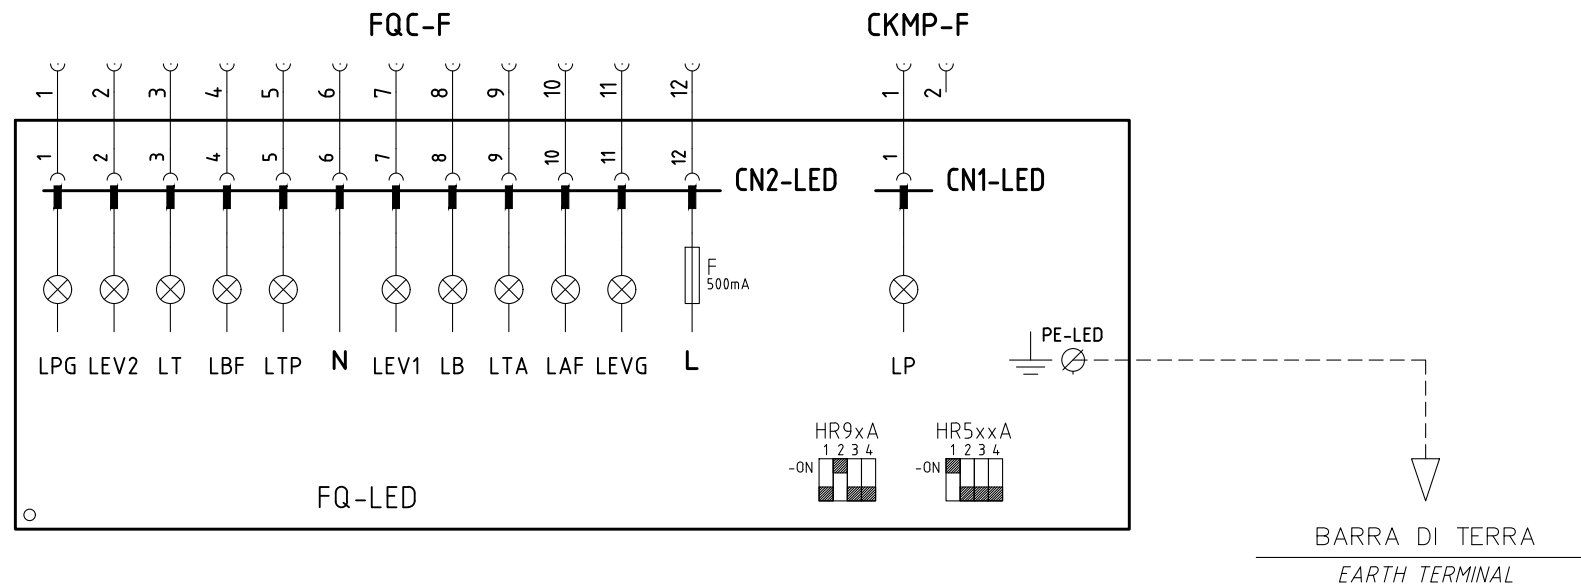 FQC-F CKMP-F
1 2 3 4 5 6 7 8 9 10 11 12 1 2
1 2 3 4 5 6 7 8 9 10 11 12 1
CN2-LED CN1-LED
F
500mA
PE-LED
LPG LEV2 LT LBF LTP N LEV1 LB LTA LAF LEVG L LP
HR9xA HR5xxA
1 2 3 4 1 2 3 4
-ON -ON
FQ-LED
BARRA DI TERRA
EARTH TERMINAL